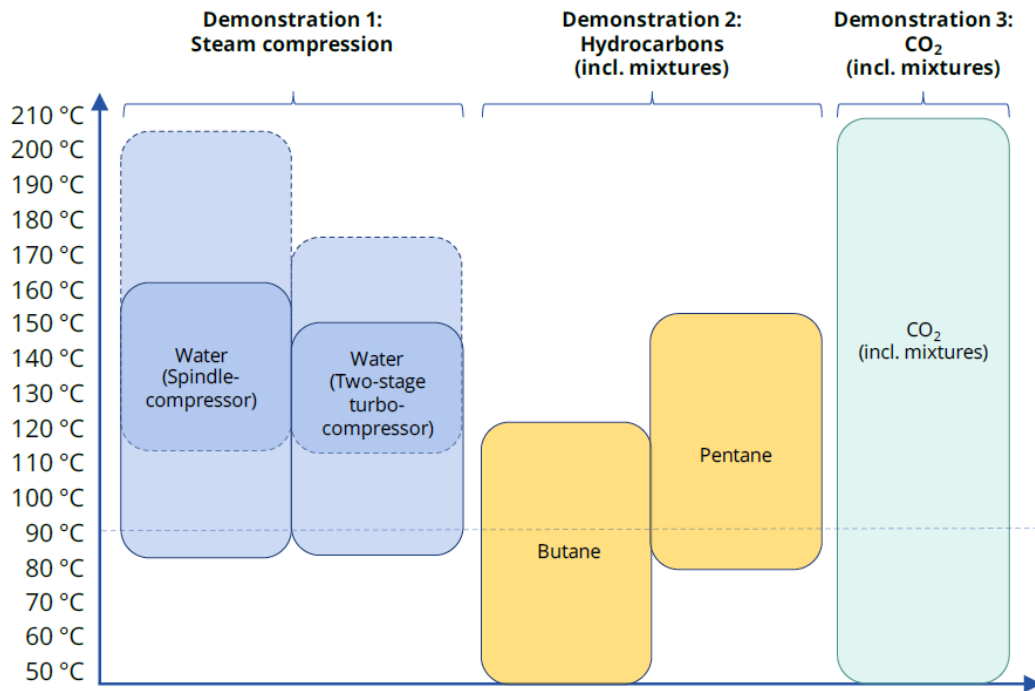 Demonstration 1:
Steam compression
Demonstration 2:
Hydrocarbons
(incl. mixtures)
Demonstration 3:
CO₂
(incl. mixtures)
210 °C
200 °C
190 °C
180 °C
170 °C
160 °C
150 °C
140 °C
130 °C
120 °C
110 °C
100 °C
90 °C
80 °C
70 °C
60 °C
50 °C
Water
(Spindle-
compressor)
Water
(Two-stage
turbo-
compressor)
Butane
Pentane
CO₂
(incl. mixtures)